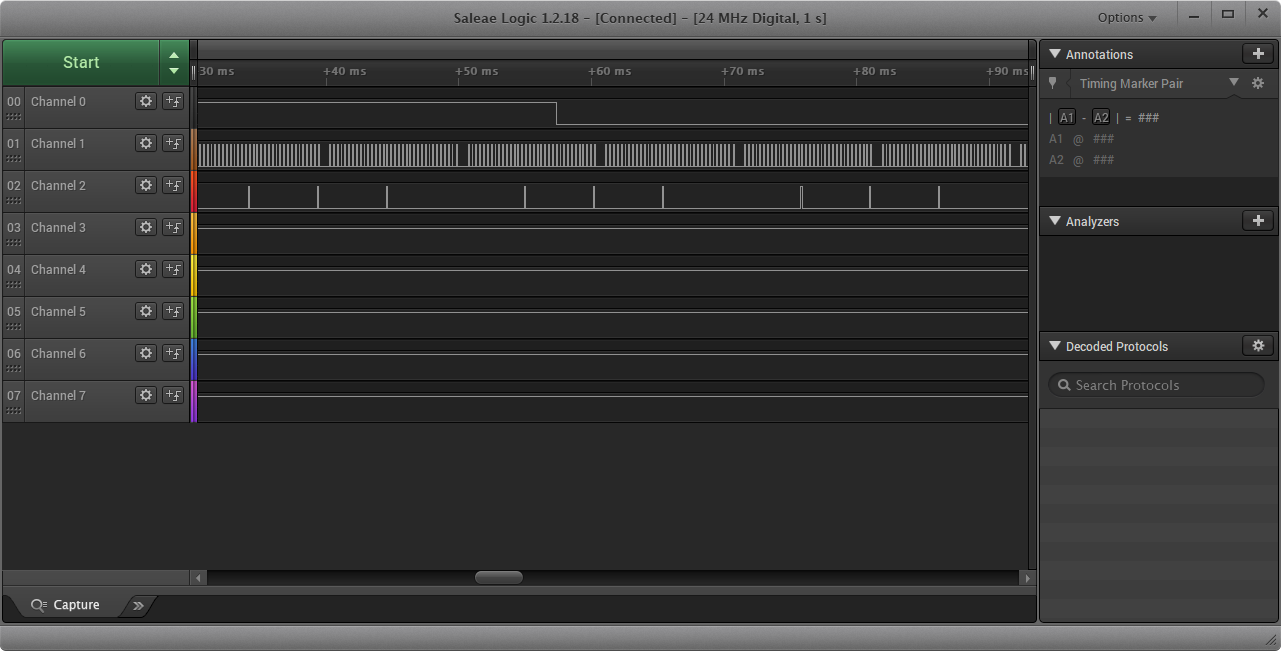 Saleae Logic 1.2.18 - [Connected] - [24 MHz Digital, 1 s]
Options
Start
30 ms +40 ms +50 ms +60 ms +70 ms +80 ms +90 ms
00 Channel 0
01 Channel 1
02 Channel 2
03 Channel 3
04 Channel 4
05 Channel 5
06 Channel 6
07 Channel 7
Capture
Annotations
Timing Marker Pair
| A1 - A2 | = ###
A1 @ ###
A2 @ ###
Analyzers
Decoded Protocols
Search Protocols